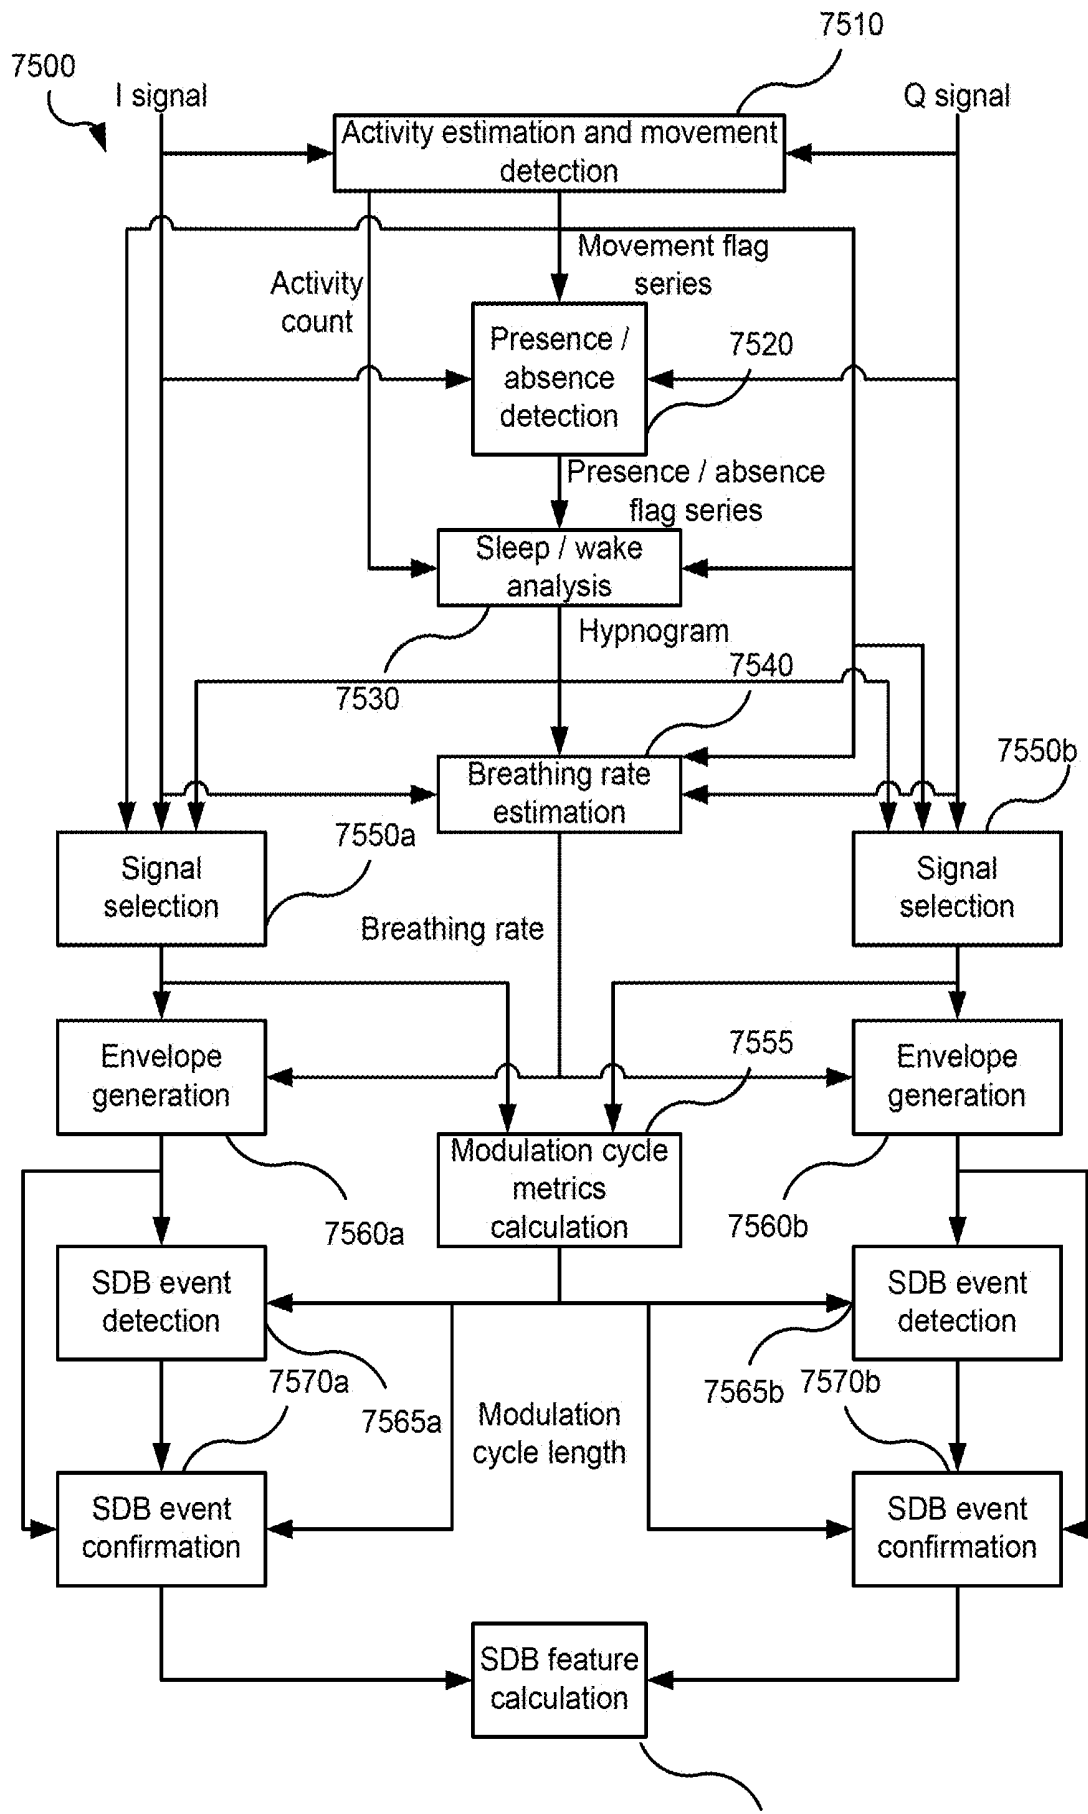 7510
7500
I signal
Q signal
Activity estimation and movement
detection
Movement flag
series
Activity
count
Presence /
absence
detection
7520
Presence / absence
flag series
Sleep / wake
analysis
Hypnogram
7530
7540
Breathing rate
estimation
7550b
7550a
Signal
selection
Signal
selection
Breathing rate
7555
Envelope
generation
Envelope
generation
Modulation cycle
metrics
calculation
7560a
7560b
SDB event
detection
SDB event
detection
7570a
7565a
7565b
7570b
Modulation
cycle length
SDB event
confirmation
SDB event
confirmation
SDB feature
calculation